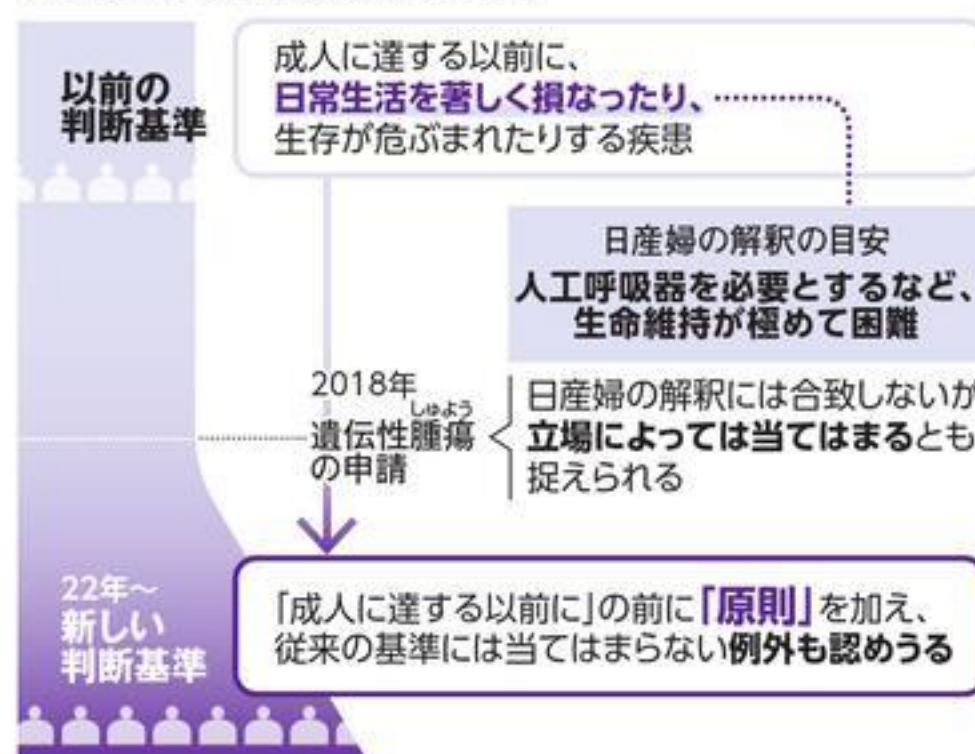 以前の
判断基準
成人に達する以前に、
日常生活を著しく損なったり、
生存が危ぶまれたりする疾患
日産婦の解釈の目安
人工呼吸器を必要とするなど、
生命維持が極めて困難
2018年
しゅよう
遺伝性腫瘍
の申請
日産婦の解釈には合致しないが
立場によっては当てはまるとも
捉えられる
22年～
新しい
判断基準
「成人に達する以前に」の前に「原則」を加え、
従来の基準には当てはまらない例外も認めうる